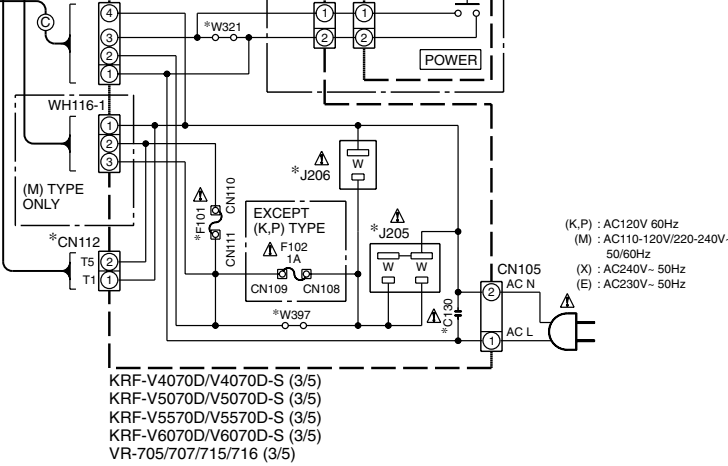 C
4
3
2
1
*W321
1
2
1
2
POWER
WH116-1
1
2
3
(M) TYPE
ONLY
*CN112
T5
2
T1
1
*F101
CN110
CN111
EXCEPT
(K,P) TYPE
F102
1A
CN109
CN108
*W397
W
*J206
*J205
W
W
*C130
CN105
2
AC N
1
AC L
(K,P) : AC120V 60Hz
(M) : AC110-120V/220-240V~
50/60Hz
(X) : AC240V~ 50Hz
(E) : AC230V~ 50Hz
KRF-V4070D/V4070D-S (3/5)
KRF-V5070D/V5070D-S (3/5)
KRF-V5570D/V5570D-S (3/5)
KRF-V6070D/V6070D-S (3/5)
VR-705/707/715/716 (3/5)